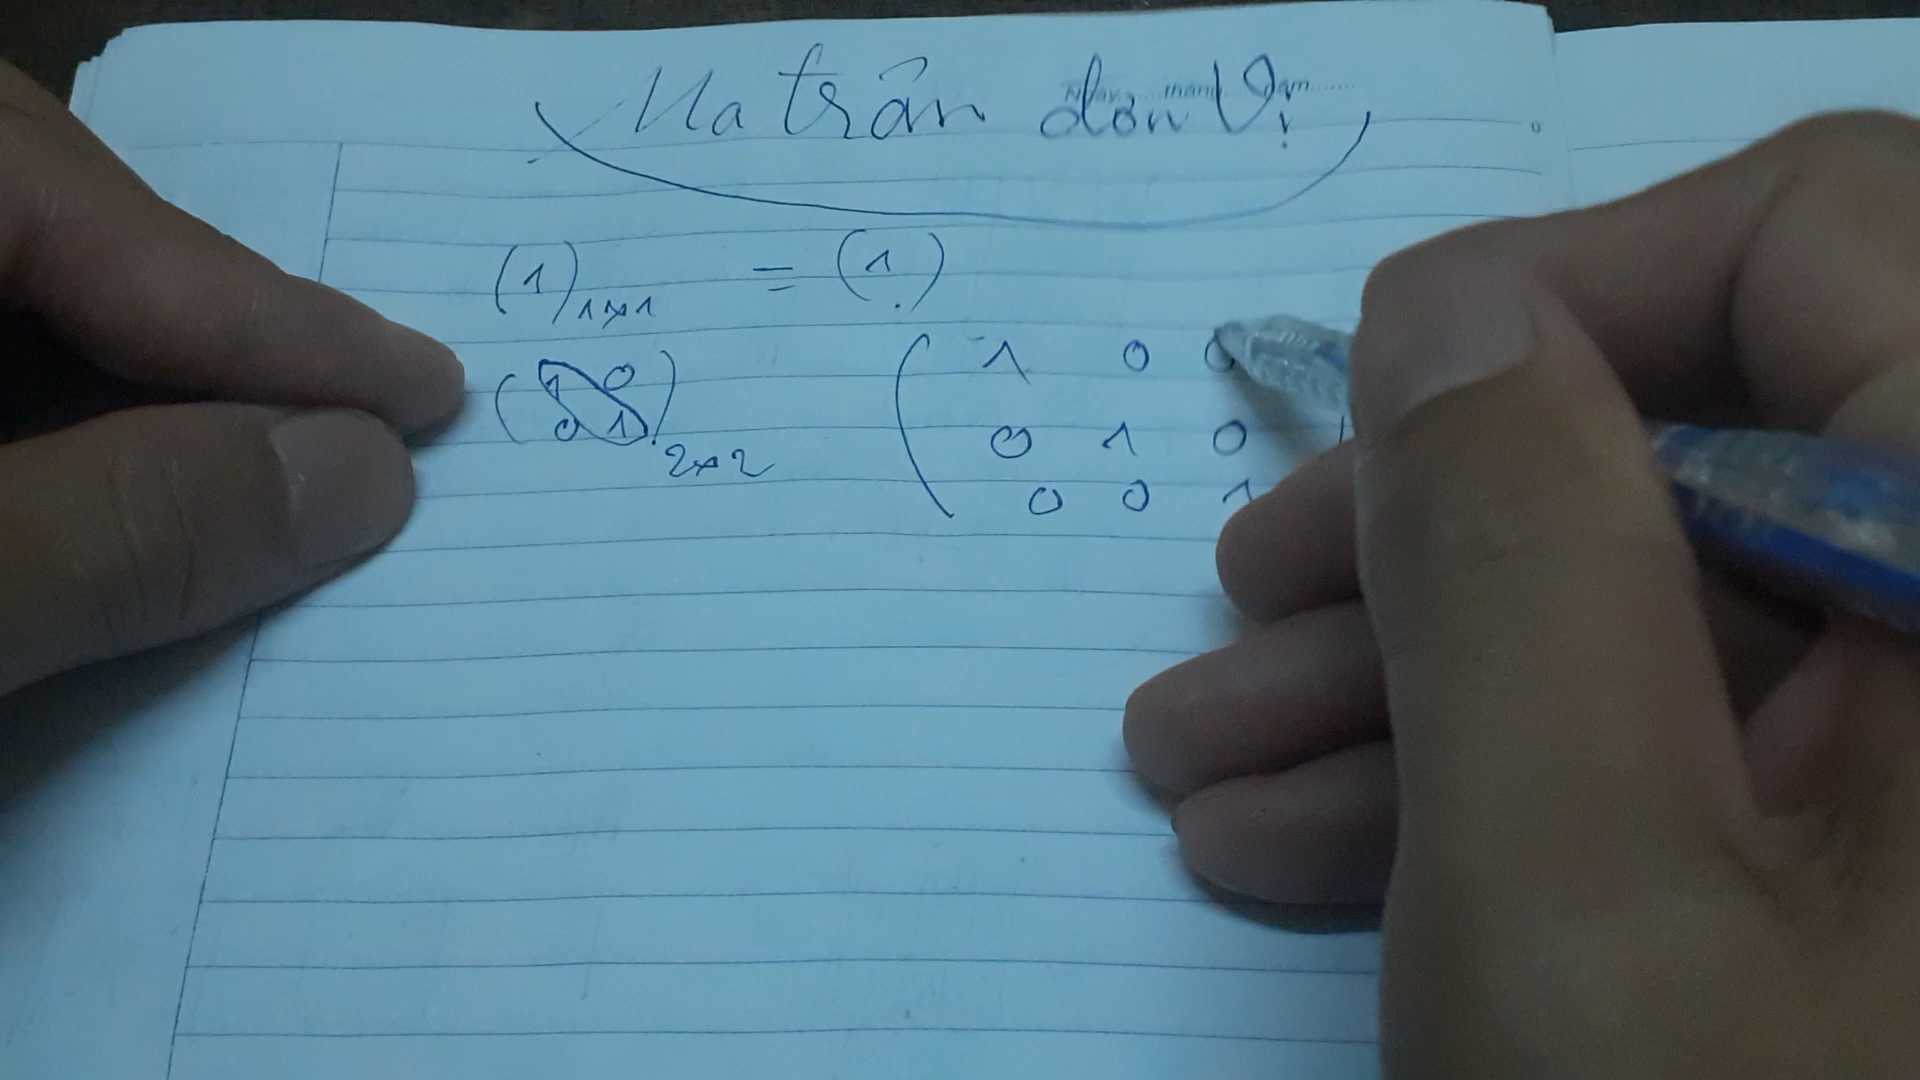 Ma trận đơn Vị
(1)1x1 = (1)
(1 0
0 1)2x2
(1 0 0
0 1 0
0 0 1